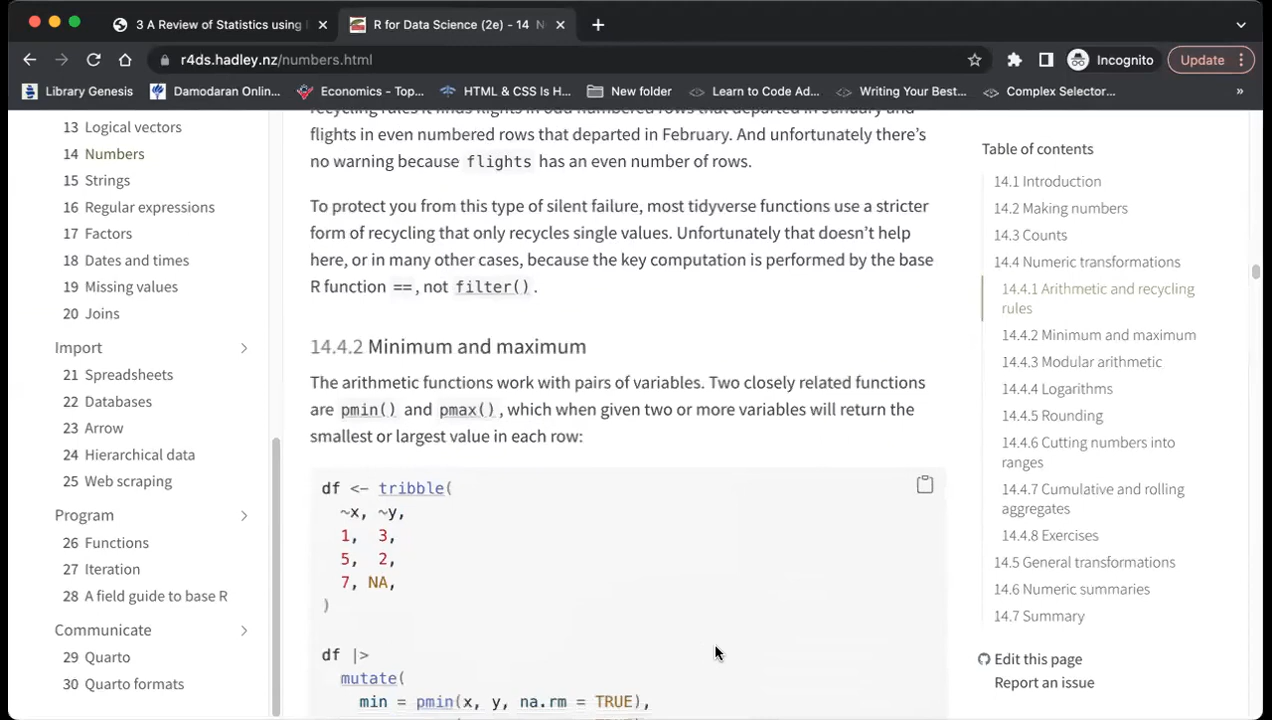 3 A Review of Statistics using
R for Data Science (2e) - 14 N
r4ds.hadley.nz/numbers.html
Incognito
Update
Library Genesis
Damodaran Onlin...
Economics - Top...
HTML & CSS Is H...
New folder
Learn to Code Ad...
Writing Your Best...
Complex Selector...
»
13 Logical vectors
14 Numbers
15 Strings
16 Regular expressions
17 Factors
18 Dates and times
19 Missing values
20 Joins
Import
21 Spreadsheets
22 Databases
23 Arrow
24 Hierarchical data
25 Web scraping
Program
26 Functions
27 Iteration
28 A field guide to base R
Communicate
29 Quarto
30 Quarto formats
recycling rules it finds flights in odd numbered rows that departed in January and
flights in even numbered rows that departed in February. And unfortunately there's
no warning because flights has an even number of rows.
To protect you from this type of silent failure, most tidyverse functions use a stricter
form of recycling that only recycles single values. Unfortunately that doesn't help
here, or in many other cases, because the key computation is performed by the base
R function ==, not filter().
14.4.2 Minimum and maximum
The arithmetic functions work with pairs of variables. Two closely related functions
are pmin() and pmax(), which when given two or more variables will return the
smallest or largest value in each row:
df <- tribble(
~x, ~y,
1, 3,
5, 2,
7, NA,
)
df |>
mutate(
min = pmin(x, y, na.rm = TRUE),
Table of contents
14.1 Introduction
14.2 Making numbers
14.3 Counts
14.4 Numeric transformations
14.4.1 Arithmetic and recycling
rules
14.4.2 Minimum and maximum
14.4.3 Modular arithmetic
14.4.4 Logarithms
14.4.5 Rounding
14.4.6 Cutting numbers into
ranges
14.4.7 Cumulative and rolling
aggregates
14.4.8 Exercises
14.5 General transformations
14.6 Numeric summaries
14.7 Summary
Edit this page
Report an issue